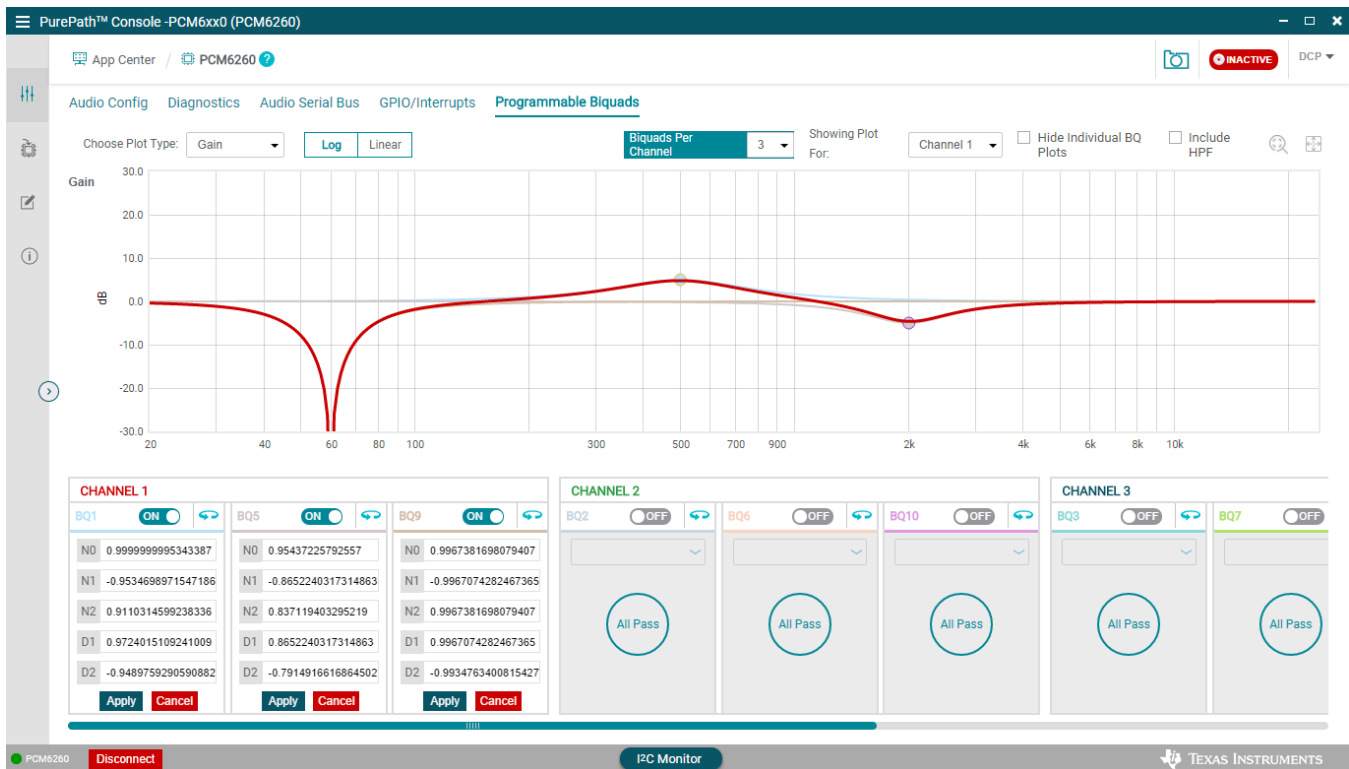 PurePath™ Console -PCM6xx0 (PCM6260)
App Center / PCM6260 ?
INACTIVE
DCP
Audio Config Diagnostics Audio Serial Bus GPIO/Interrupts Programmable Biquads
Choose Plot Type: Gain Log Linear Biquads Per Channel 3 Showing Plot For: Channel 1 Hide Individual BQ Plots Include HPF
Gain
dB
30.0
20.0
10.0
0.0
-10.0
-20.0
-30.0
20 40 60 80 100 300 500 700 900 2k 4k 6k 8k 10k
CHANNEL 1
BQ1 ON
N0 0.9999999995343387
N1 -0.9534698971547186
N2 0.9110314599238336
D1 0.9724015109241009
D2 -0.9489759290590882
Apply Cancel
BQ5 ON
N0 0.95437225792557
N1 -0.8652240317314863
N2 0.837119403295219
D1 0.8652240317314863
D2 -0.7914916616864502
Apply Cancel
BQ9 ON
N0 0.9967381698079407
N1 -0.9967074282467365
N2 0.9967381698079407
D1 0.9967074282467365
D2 -0.9934763400815427
Apply Cancel
CHANNEL 2
BQ2 OFF
All Pass
BQ6 OFF
All Pass
BQ10 OFF
All Pass
CHANNEL 3
BQ3 OFF
All Pass
BQ7 OFF
All Pass
PCM6260 Disconnect I²C Monitor TEXAS INSTRUMENTS